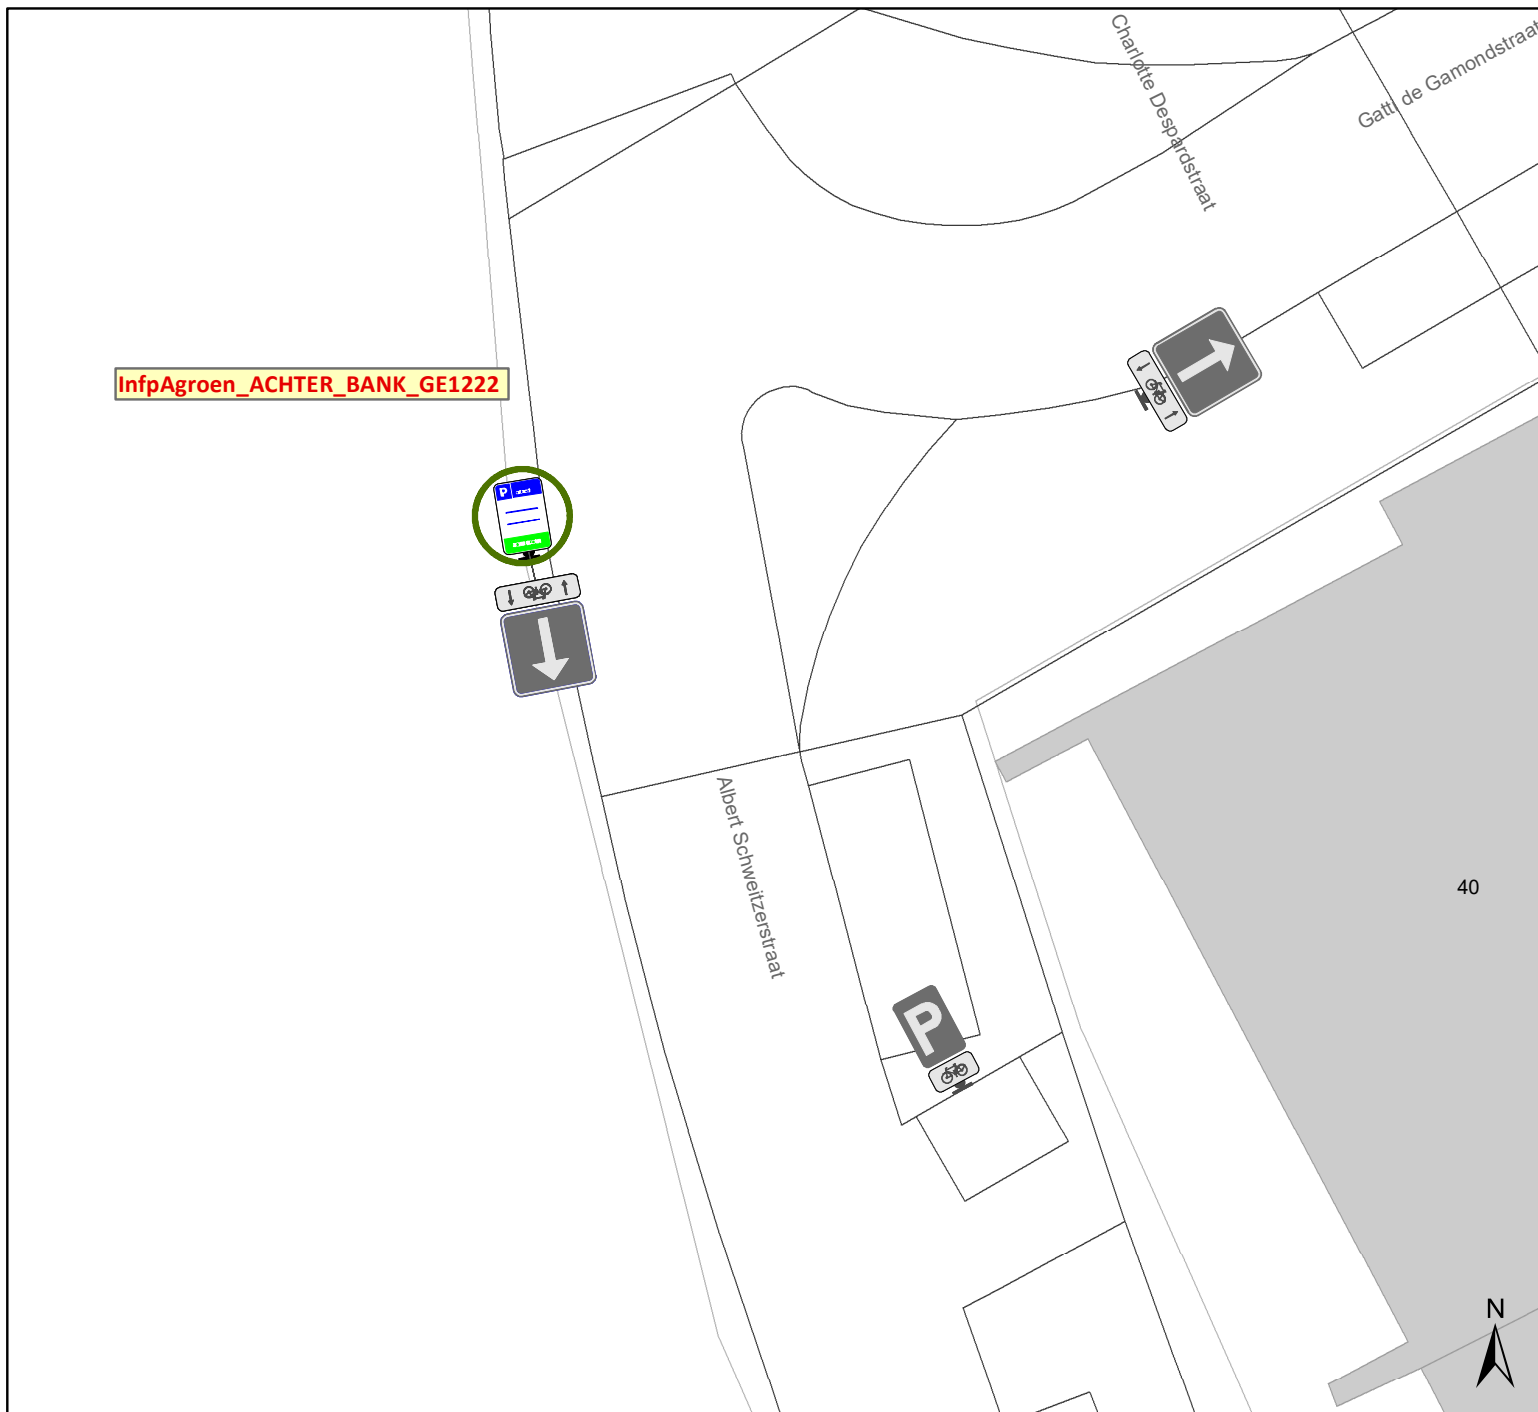 Charlotte Despardstraat
Gatti de Gamondstraat
InfpAgroen_ACHTER_BANK_GE1222
P
Albert Schweitzerstraat
40
P
N